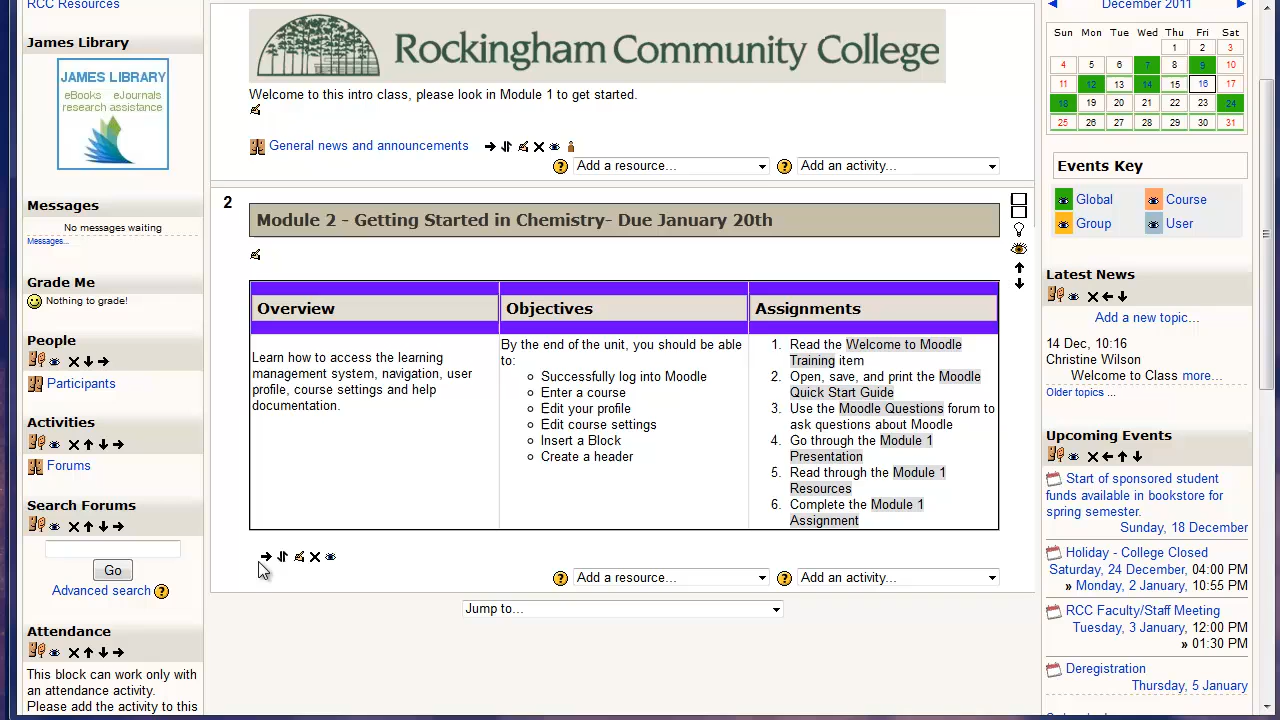 RCC Resources
James Library
JAMES LIBRARY
eBooks eJournals
research assistance
Messages
No messages waiting
Messages...
Grade Me
Nothing to grade!
People
Participants
Activities
Forums
Search Forums
Go
Advanced search
Attendance
This block can work only with
an attendance activity.
Please add the activity to this
Rockingham Community College
Welcome to this interactive class, please look in Module 1 to get started.
General news and announcements
Add a resource... Add an activity...
2
Module 2 - Getting Started in Chemistry- Due January 20th
Overview Objectives Assignments
Learn how to access the learning
management system, navigation, user
profile, course settings and help
documentation.
By the end of the unit, you should be able
to:
Successfully log into Moodle
Enter a course
Edit your profile
Edit course settings
Insert a Block
Create a header
1. Read the Welcome to Moodle
Training item
2. Open, save, and print the Moodle
Quick Start Guide
3. Use the Moodle Questions forum to
ask questions about Moodle
4. Go through the Module 1
Presentation
5. Read through the Module 1
Resources
6. Complete the Module 1
Assignment
Add a resource... Add an activity...
Jump to...
December 2011
Sun Mon Tue Wed Thu Fri Sat
1 2 3
4 5 6 7 8 9 10
11 12 13 14 15 16 17
18 19 20 21 22 23 24
25 26 27 28 29 30 31
Events Key
Global Course
Group User
Latest News
Add a new topic...
14 Dec, 10:16
Christine Wilson
Welcome to Class more...
Older topics ...
Upcoming Events
Start of sponsored student
funds available in bookstore for
spring semester.
Sunday, 18 December
Holiday - College Closed
Saturday, 24 December, 04:00 PM
» Monday, 2 January, 10:55 PM
RCC Faculty/Staff Meeting
Tuesday, 3 January, 12:00 PM
» 01:30 PM
Deregistration
Thursday, 5 January